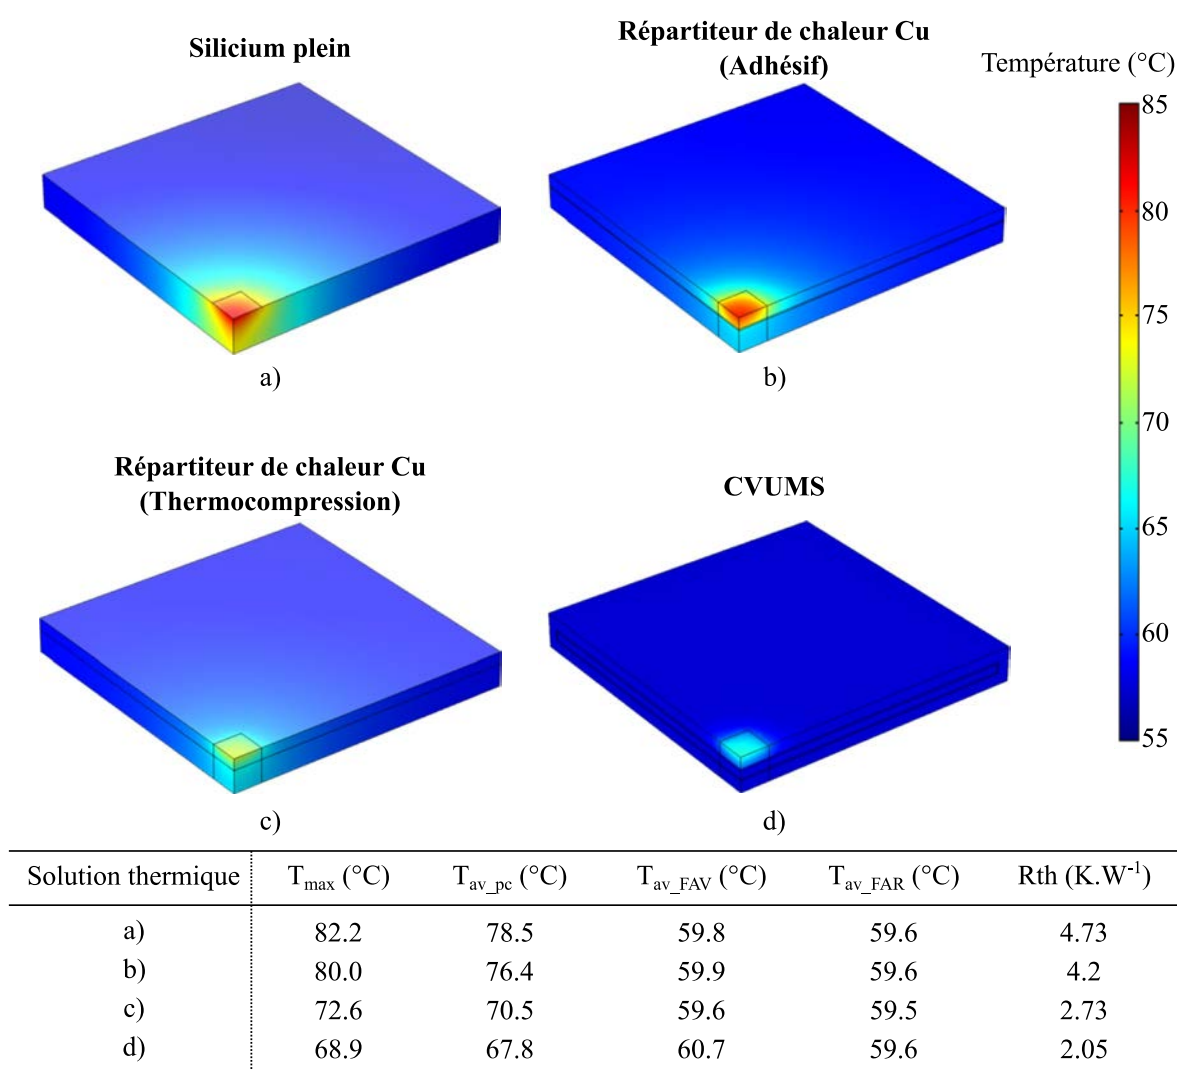 Silicium plein
Répartiteur de chaleur Cu
(Adhésif)
Température (°C)
85
80
75
70
65
60
55
a)
b)
Répartiteur de chaleur Cu
(Thermocompression)
CVUMS
c)
d)
Solution thermique Tmax (°C) Tav_pc (°C) Tav_FAV (°C) Tav_FAR (°C) Rth (K.W-1)
a) 82.2 78.5 59.8 59.6 4.73
b) 80.0 76.4 59.9 59.6 4.2
c) 72.6 70.5 59.6 59.5 2.73
d) 68.9 67.8 60.7 59.6 2.05